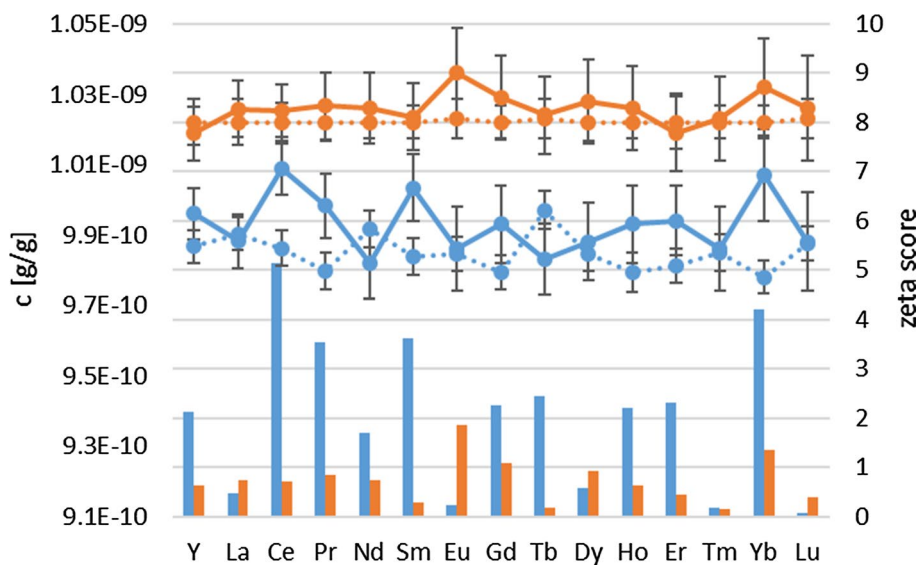 c [g/g]
1.05E-09
1.03E-09
1.01E-09
9.9E-10
9.7E-10
9.5E-10
9.3E-10
9.1E-10
10
9
8
7
6
5
4
3
2
1
0
zeta score
Y La Ce Pr Nd Sm Eu Gd Tb Dy Ho Er Tm Yb Lu